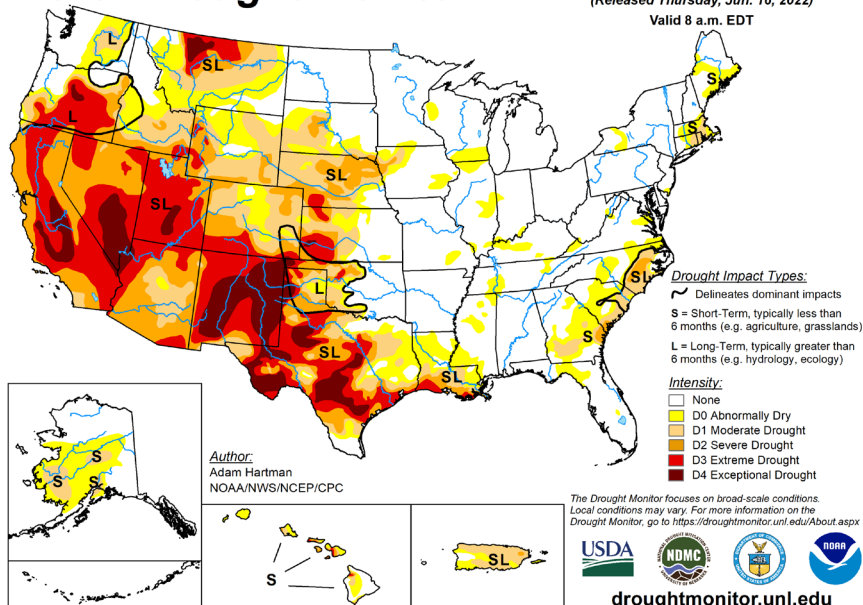 (Released Thursday, Jun. 16, 2022)
Valid 8 a.m. EDT
L
SL
S
L
S
SL
SL
SL
L
S
SL
SL
Drought Impact Types:
Delineates dominant impacts
S = Short-Term, typically less than
6 months (e.g. agriculture, grasslands)
L = Long-Term, typically greater than
6 months (e.g. hydrology, ecology)
Intensity:
None
D0 Abnormally Dry
D1 Moderate Drought
D2 Severe Drought
D3 Extreme Drought
D4 Exceptional Drought
S
S
S
Author:
Adam Hartman
NOAA/NWS/NCEP/CPC
S
SL
The Drought Monitor focuses on broad-scale conditions.
Local conditions may vary. For more information on the
Drought Monitor, go to https://droughtmonitor.unl.edu/About.aspx
USDA
NDMC
NOAA
droughtmonitor.unl.edu